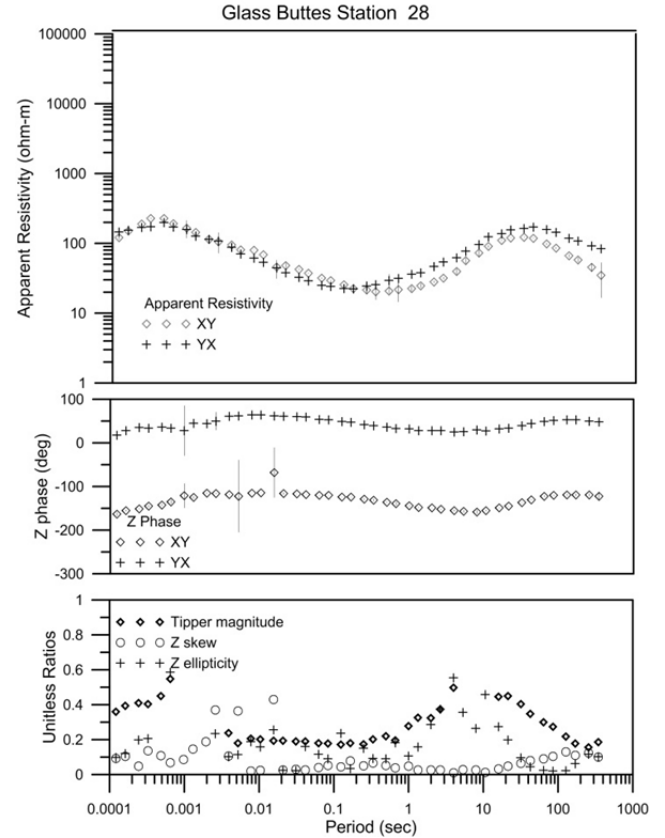 Glass Buttes Station 28
Apparent Resistivity (ohm-m)
100000
10000
1000
100
10
1
Apparent Resistivity
XY
YX
Z phase (deg)
100
0
-100
-200
-300
Z Phase
XY
YX
Unitless Ratios
1
0.8
0.6
0.4
0.2
0
Tipper magnitude
Z skew
Z ellipticity
0.0001 0.001 0.01 0.1 1 10 100 1000
Period (sec)